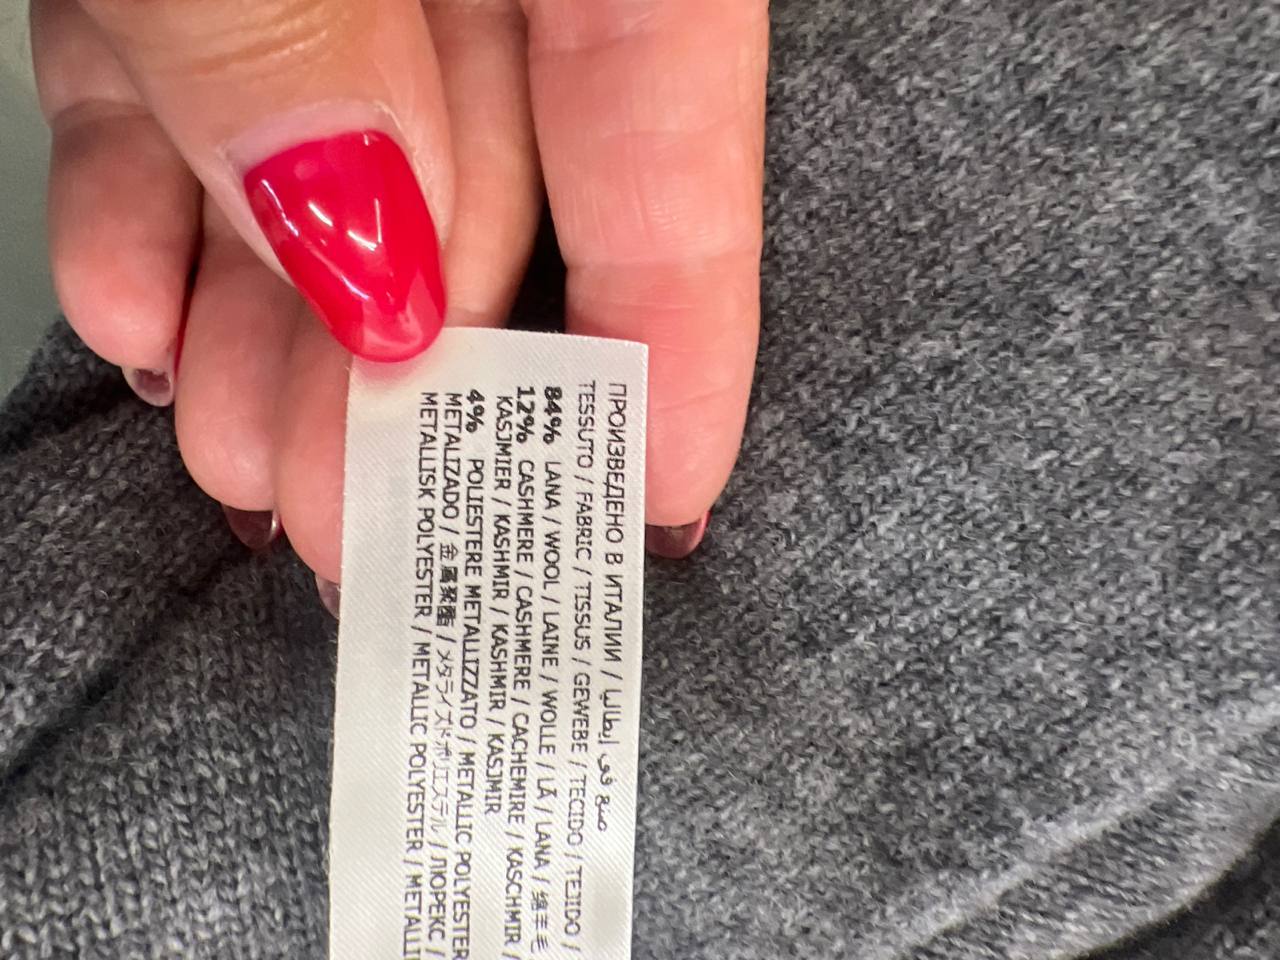 ПРОИЗВЕДЕНО В ИТАЛИИ / صنع في إيطاليا
TESSUTO / FABRIC / TISSUS / GEWEBE / TECIDO / TEJIDO /
84% LANA / WOOL / LAINE / WOLLE / LÃ / LANA / 绵羊毛
12% CASHMERE / CASHMERE / CACHEMIRE / KASCHMIR /
KASJMIER / KASHMIR / KASHMIR / KASJMIR
4% POLIESTERE METALLIZZATO / METALLIC POLYESTER
METALIZADO / 金属聚酯 / メタライズドポリエステル / ЛЮРЕКС /
METALLISK POLYESTER / METALLIC POLYESTER / METALLI